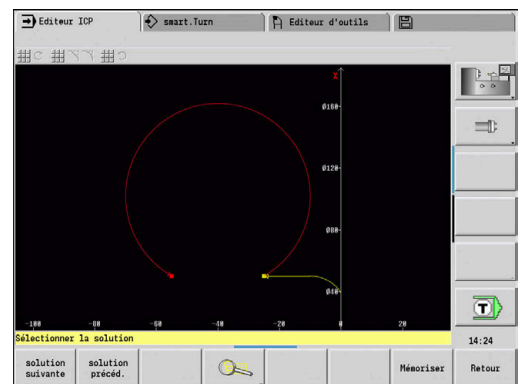 Editeur ICP
smart.Turn
Editeur d'outils
X
Ø160
Ø120
Ø80
Ø40
-100 -80 -60 -40 -20 0 20
Sélectionner la solution
T
14:24
solution suivante
solution précéd.
Mémoriser
Retour